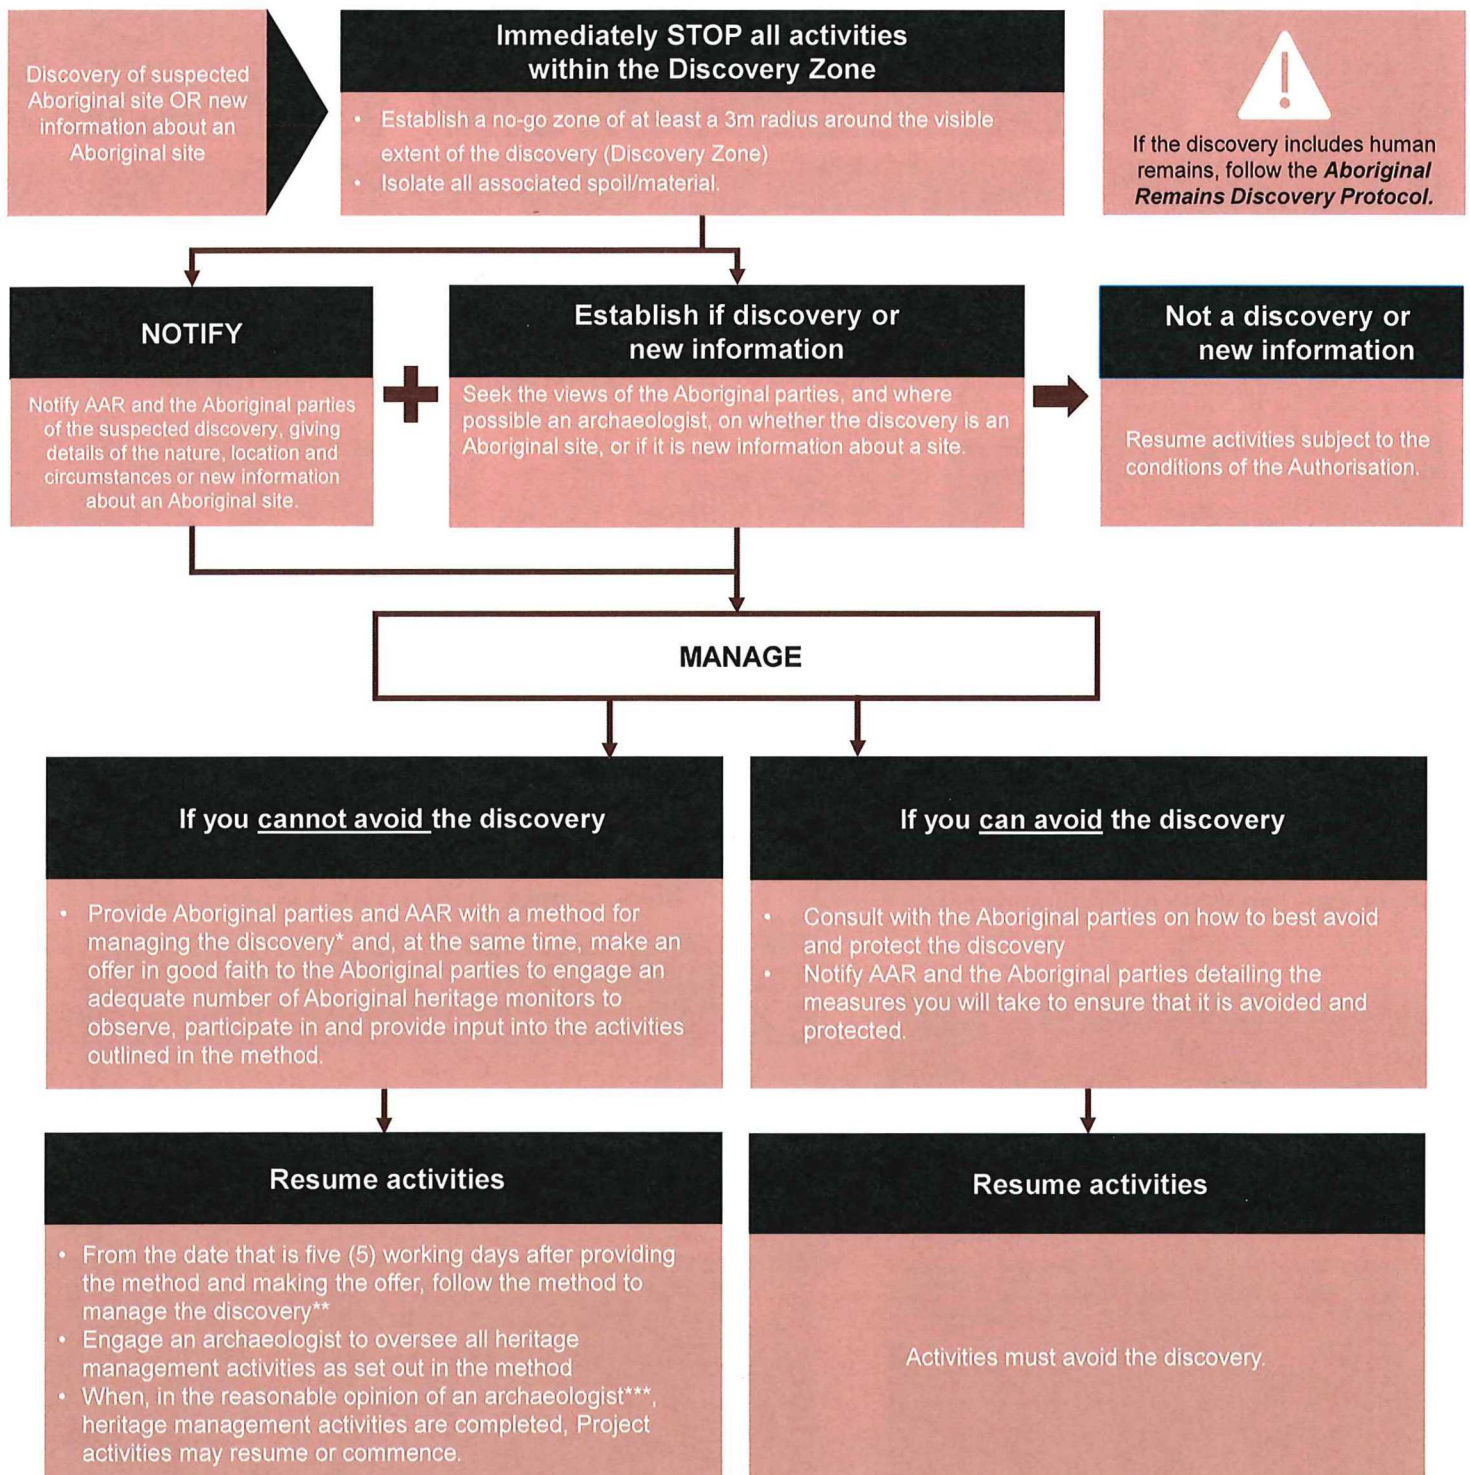 Discovery of suspected
Aboriginal site OR new
information about an
Aboriginal site
Immediately STOP all activities
within the Discovery Zone
• Establish a no-go zone of at least a 3m radius around the visible
extent of the discovery (Discovery Zone)
• Isolate all associated spoil/material.
If the discovery includes human
remains, follow the Aboriginal
Remains Discovery Protocol.
NOTIFY
Notify AAR and the Aboriginal parties
of the suspected discovery, giving
details of the nature, location and
circumstances or new information
about an Aboriginal site.
Establish if discovery or
new information
Seek the views of the Aboriginal parties, and where
possible an archaeologist, on whether the discovery is an
Aboriginal site, or if it is new information about a site.
Not a discovery or
new information
Resume activities subject to the
conditions of the Authorisation.
MANAGE
If you cannot avoid the discovery
• Provide Aboriginal parties and AAR with a method for
managing the discovery* and, at the same time, make an
offer in good faith to the Aboriginal parties to engage an
adequate number of Aboriginal heritage monitors to
observe, participate in and provide input into the activities
outlined in the method.
If you can avoid the discovery
• Consult with the Aboriginal parties on how to best avoid
and protect the discovery
• Notify AAR and the Aboriginal parties detailing the
measures you will take to ensure that it is avoided and
protected.
Resume activities
• From the date that is five (5) working days after providing
the method and making the offer, follow the method to
manage the discovery**
• Engage an archaeologist to oversee all heritage
management activities as set out in the method
• When, in the reasonable opinion of an archaeologist***,
heritage management activities are completed, Project
activities may resume or commence.
Resume activities
Activities must avoid the discovery.